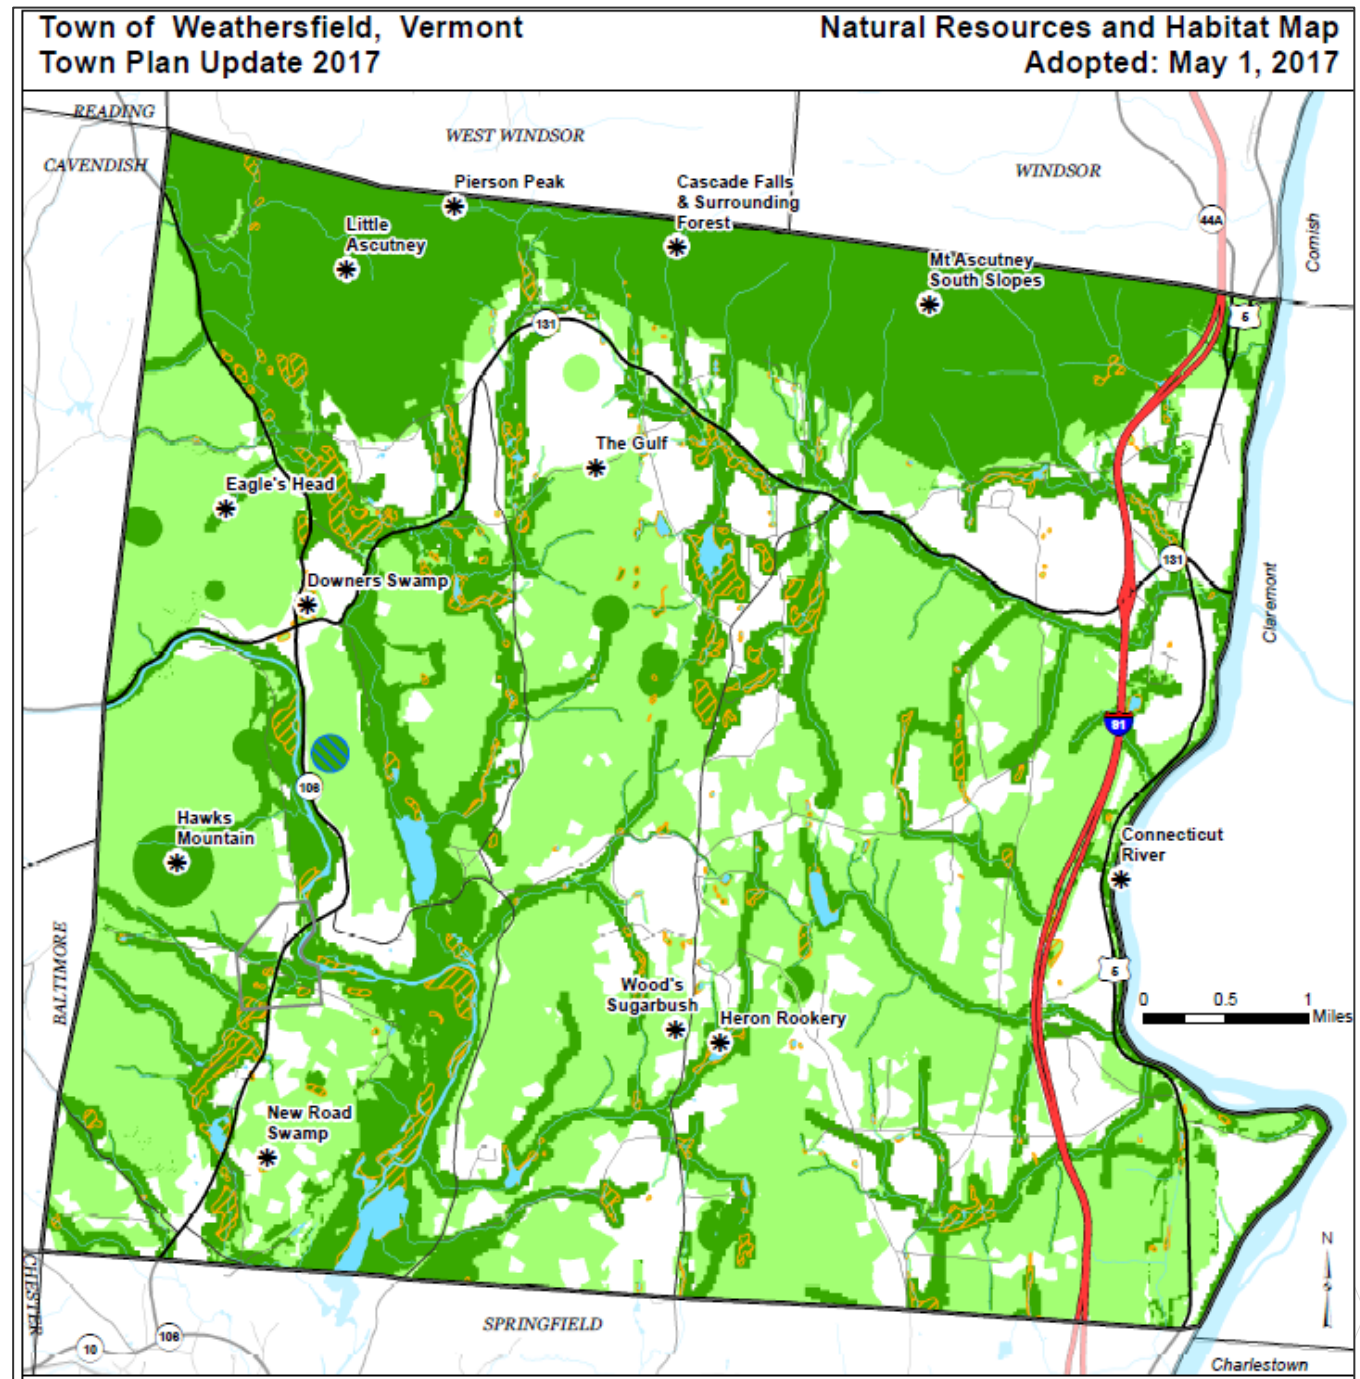 Town of Weathersfield, Vermont
Town Plan Update 2017
Natural Resources and Habitat Map
Adopted: May 1, 2017
READING
WEST WINDSOR
CAVENDISH
WINDSOR
Pierson Peak
Cascade Falls
& Surrounding
Forest
44A
Cornish
Little
Ascutney
Mt Ascutney
South Slopes
5
131
The Gulf
Eagle's Head
131
Downers Swamp
Claremont
91
106
Hawks
Mountain
Connecticut
River
BALTIMORE
5
Wood's
Sugarbush
Heron Rookery
0 0.5 1
Miles
New Road
Swamp
N
CHESTER
SPRINGFIELD
106
10
Charlestown